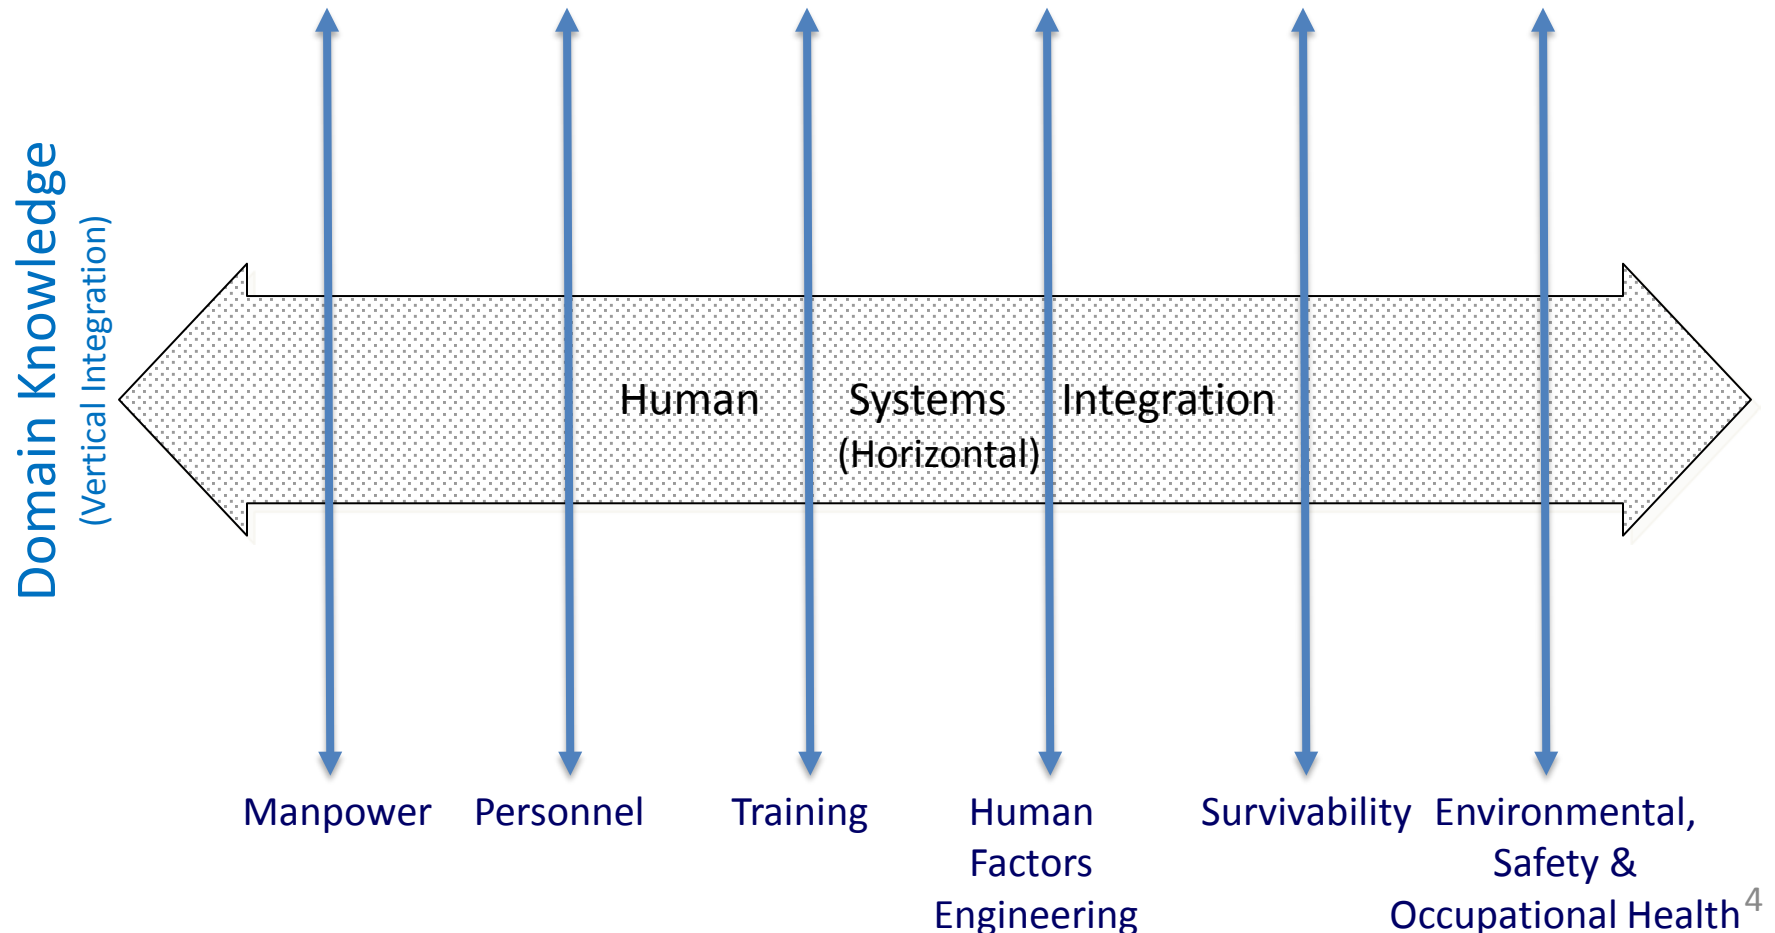 Domain Knowledge
(Vertical Integration)
Human Systems Integration
(Horizontal)
Manpower
Personnel
Training
Human
Factors
Engineering
Survivability
Environmental,
Safety &
Occupational Health
4